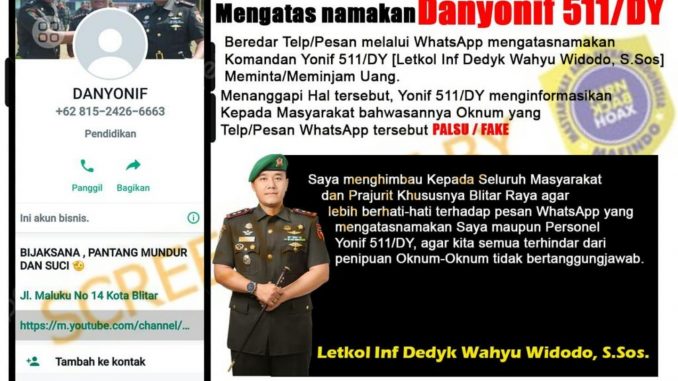 DANYONIF
+62 815-2426-6663
Pendidikan
Panggil Bagikan
Ini akun bisnis.
BIJAKSANA , PANTANG MUNDUR
DAN SUCI
Jl. Maluku No 14 Kota Blitar
https://m.youtube.com/channel/...
Tambah ke kontak
Mengatas namakan Danyonif 511/DY
Beredar Telp/Pesan melalui WhatsApp mengatasnamakan
Komandan Yonif 511/DY [Letkol Inf Dedyk Wahyu Widodo, S.Sos]
Meminta/Meminjam Uang.
Menanggapi Hal tersebut, Yonif 511/DY menginformasikan
Kepada Masyarakat bahwasannya Oknum yang
Telp/Pesan WhatsApp tersebut PALSU / FAKE
Saya menghimbau Kepada Seluruh Masyarakat
dan Prajurit Khususnya Blitar Raya agar
lebih berhati-hati terhadap pesan WhatsApp yang
mengatasnamakan Saya maupun Personel
Yonif 511/DY, agar kita semua terhindar dari
penipuan Oknum-Oknum tidak bertanggungjawab.
Letkol Inf Dedyk Wahyu Widodo, S.Sos.
HOAX
MAFINDO